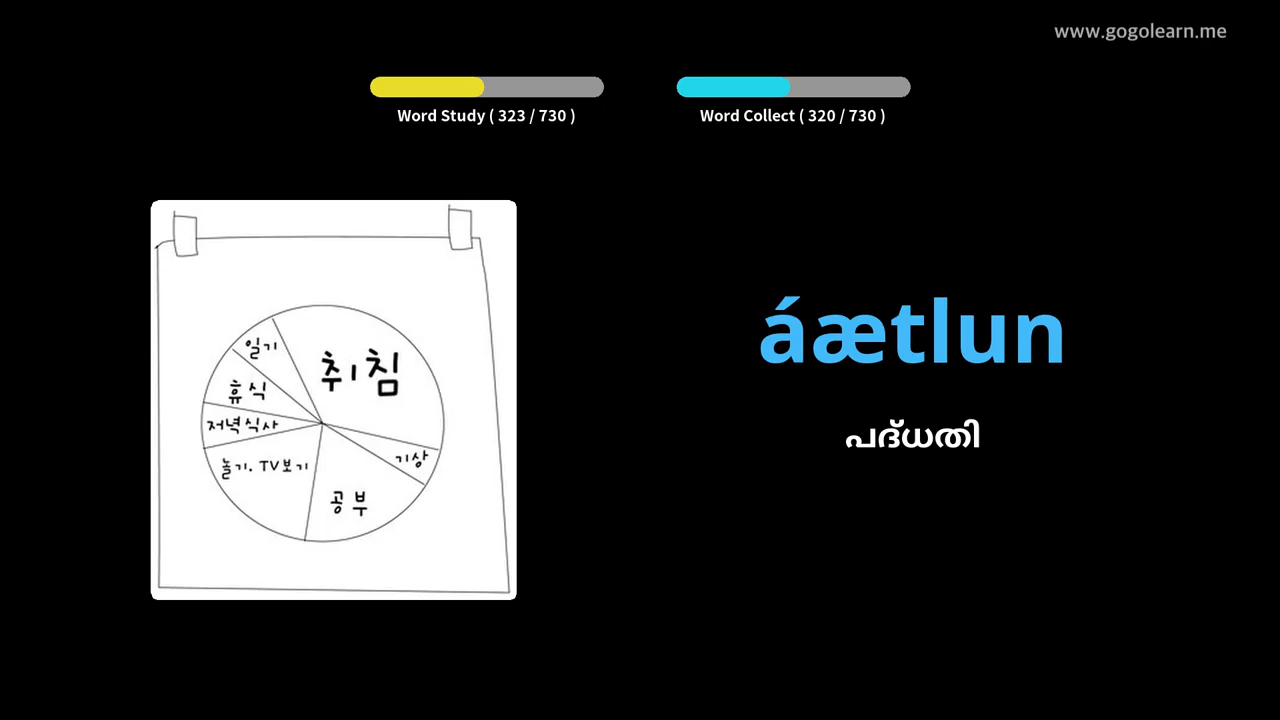 www.gogolearn.me
Word Study ( 323 / 730 )
Word Collect ( 320 / 730 )
일기
취침
휴식
저녁식사
놀기. TV보기
기상
공부
áætlun
പദ്ധതി